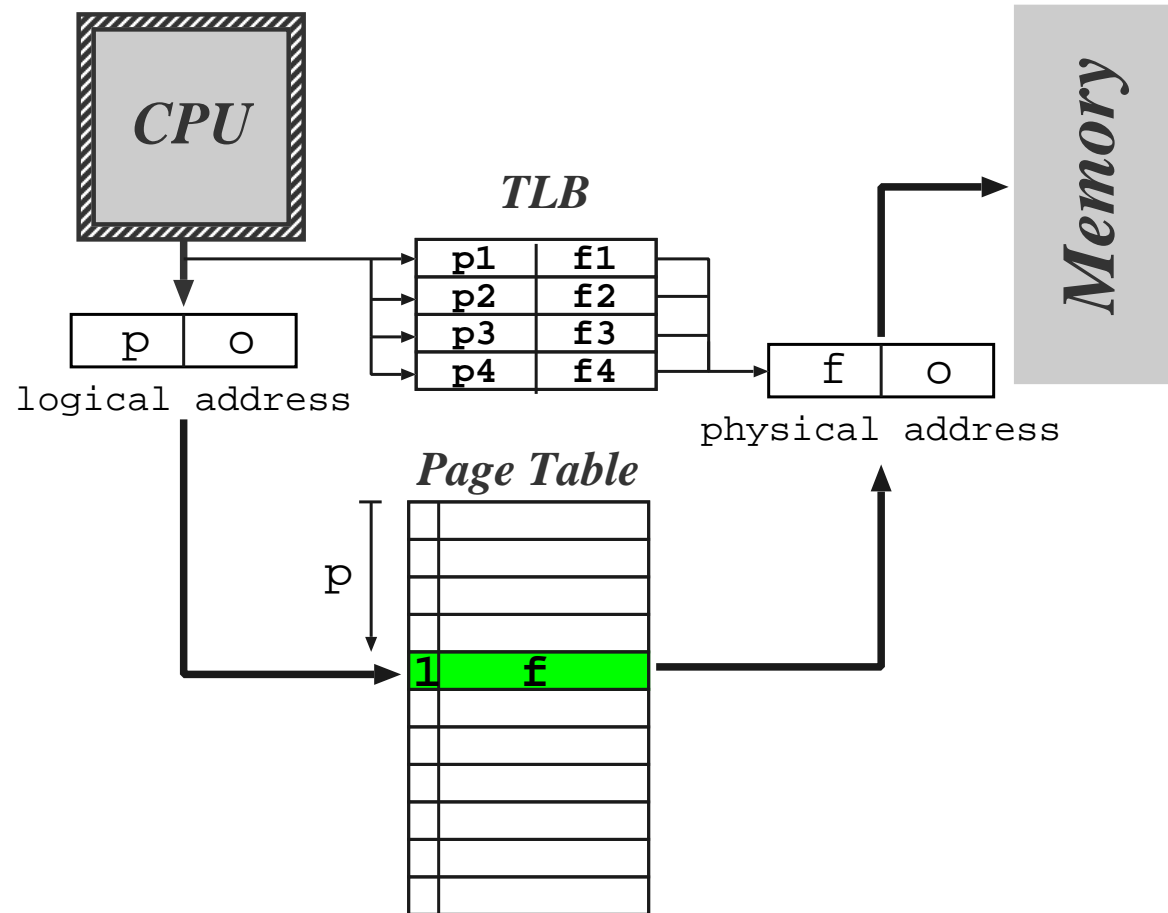 CPU
Memory
TLB
p1 f1
p2 f2
p3 f3
p4 f4
p o
logical address
f o
physical address
Page Table
p
1 f